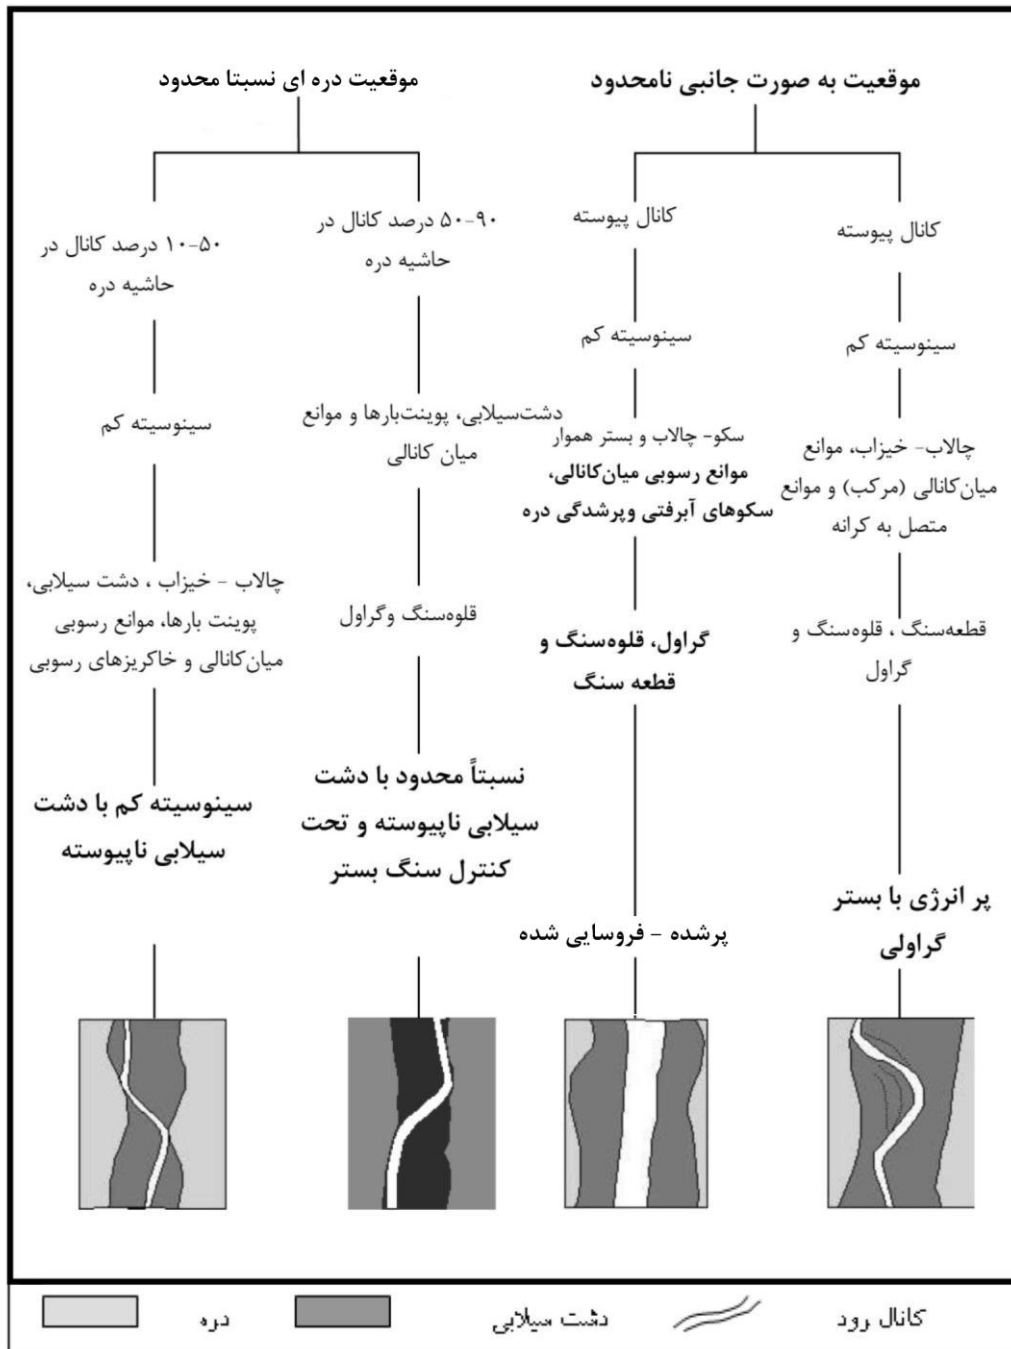 موقعیت به صورت جانبی نامحدود
کانال پیوسته
سینوسیته کم
چالاب- خیزاب، موانع
میان‌کانالی (مرکب) و موانع
متصل به کرانه
قطعه‌سنگ ، قلوه‌سنگ و
گراول
پر انرژی با بستر
گراولی
کانال پیوسته
سینوسیته کم
سکو- چالاب و بستر هموار
موانع رسوبی میان‌کانالی،
سکوهای آبرفتی وپرشدگی دره
گراول، قلوه‌سنگ و
قطعه سنگ
پرشده - فروسایی شده
موقعیت دره ای نسبتا محدود
۵۰-۹۰ درصد کانال در
حاشیه دره
دشت‌سیلابی، پوینت‌بارها و موانع
میان کانالی
قلوه‌سنگ وگراول
نسبتاً محدود با دشت
سیلابی ناپیوسته و تحت
کنترل سنگ بستر
۱۰-۵۰ درصد کانال در
حاشیه دره
سینوسیته کم
چالاب - خیزاب ، دشت سیلابی،
پوینت بارها، موانع رسوبی
میان‌کانالی و خاکریزهای رسوبی
سینوسیته کم با دشت
سیلابی ناپیوسته
کانال رود
دشت سیلابی
دره